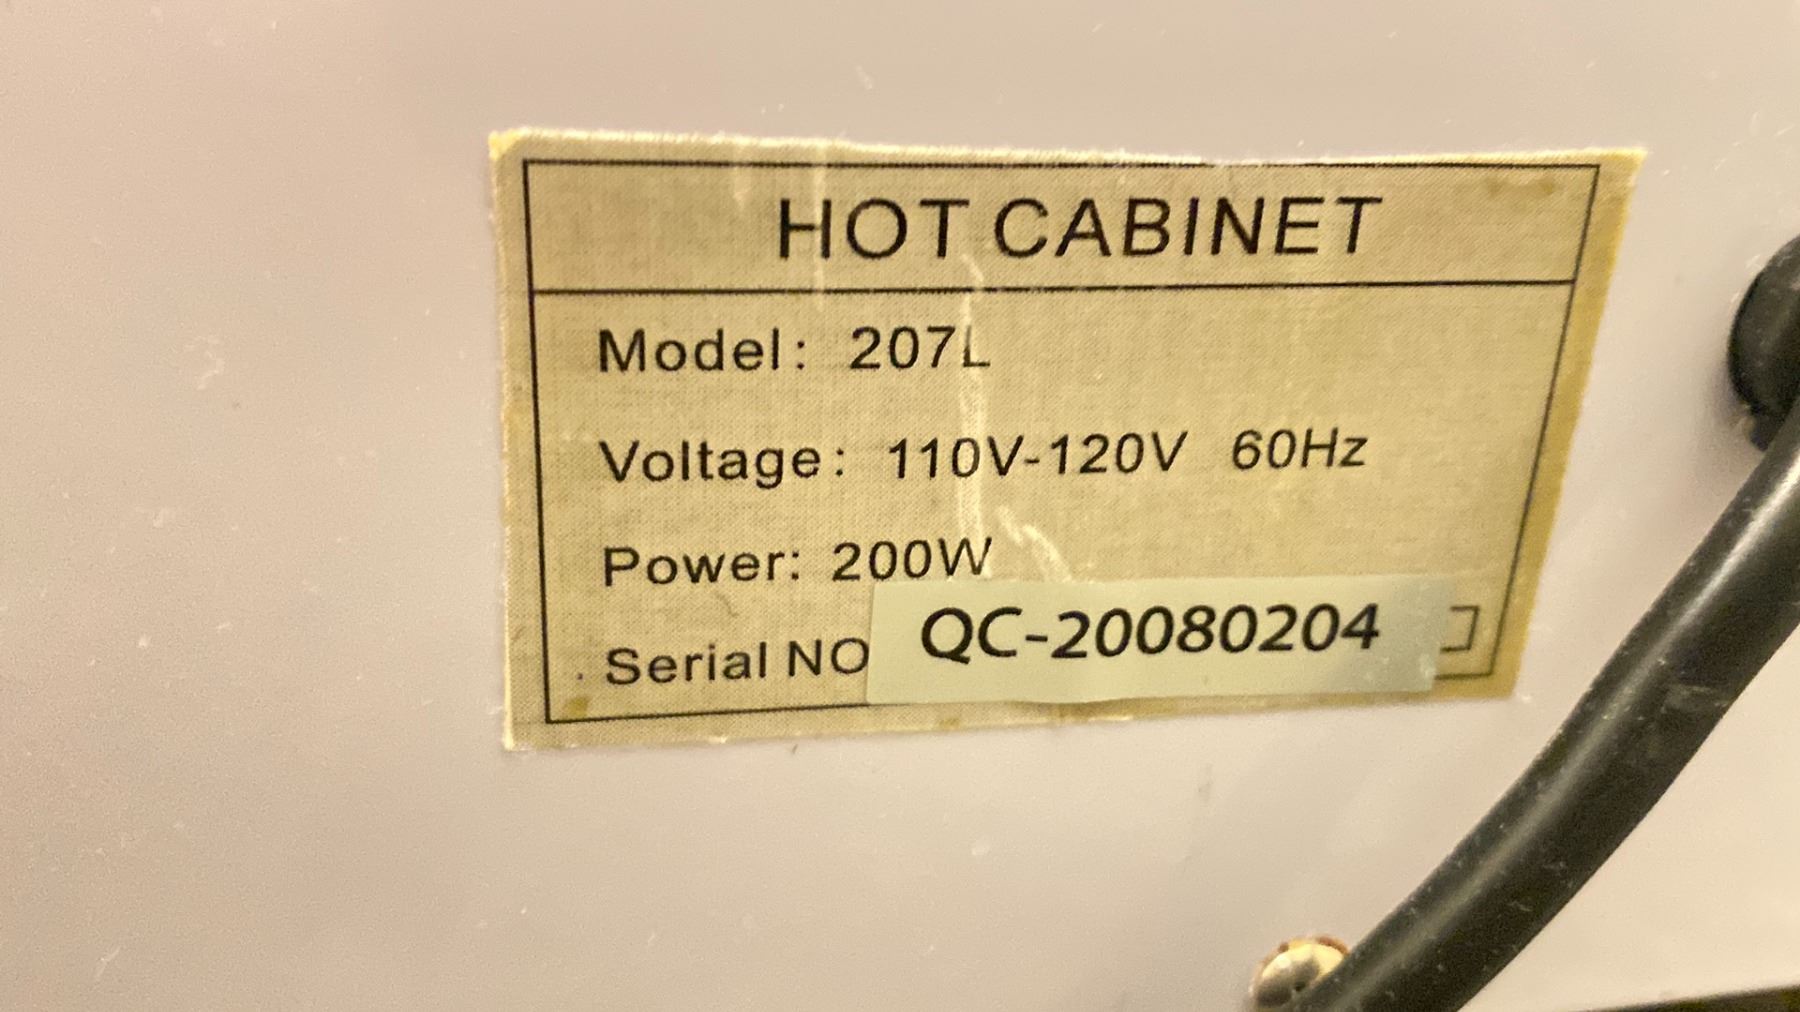 HOT CABINET
Model: 207L
Voltage: 110V-120V 60Hz
Power: 200W
Serial NO QC-20080204